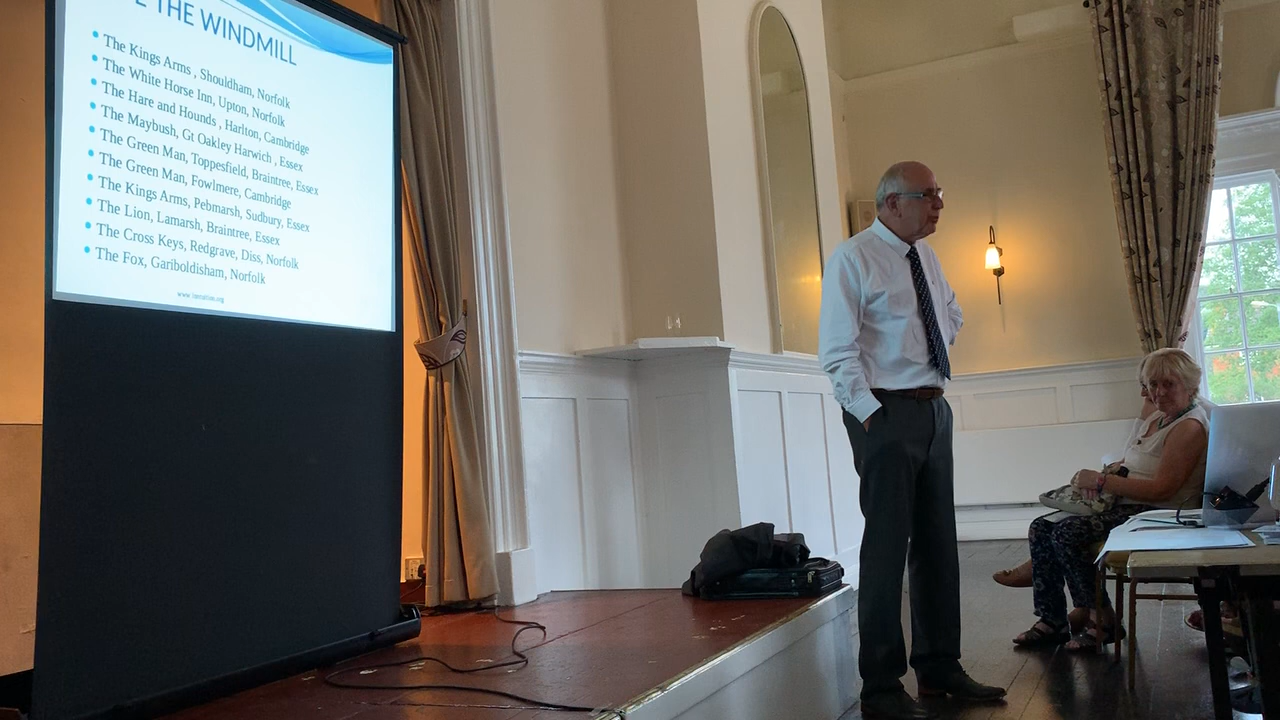 E THE WINDMILL
The Kings Arms , Shouldham, Norfolk
The White Horse Inn, Upton, Norfolk
The Hare and Hounds , Harlton, Cambridge
The Maybush, Gt Oakley Harwich , Essex
The Green Man, Toppesfield, Braintree, Essex
The Green Man, Fowlmere, Cambridge
The Kings Arms, Pebmarsh, Sudbury, Essex
The Lion, Lamarsh, Braintree, Essex
The Cross Keys, Redgrave, Diss, Norfolk
The Fox, Gariboldisham, Norfolk